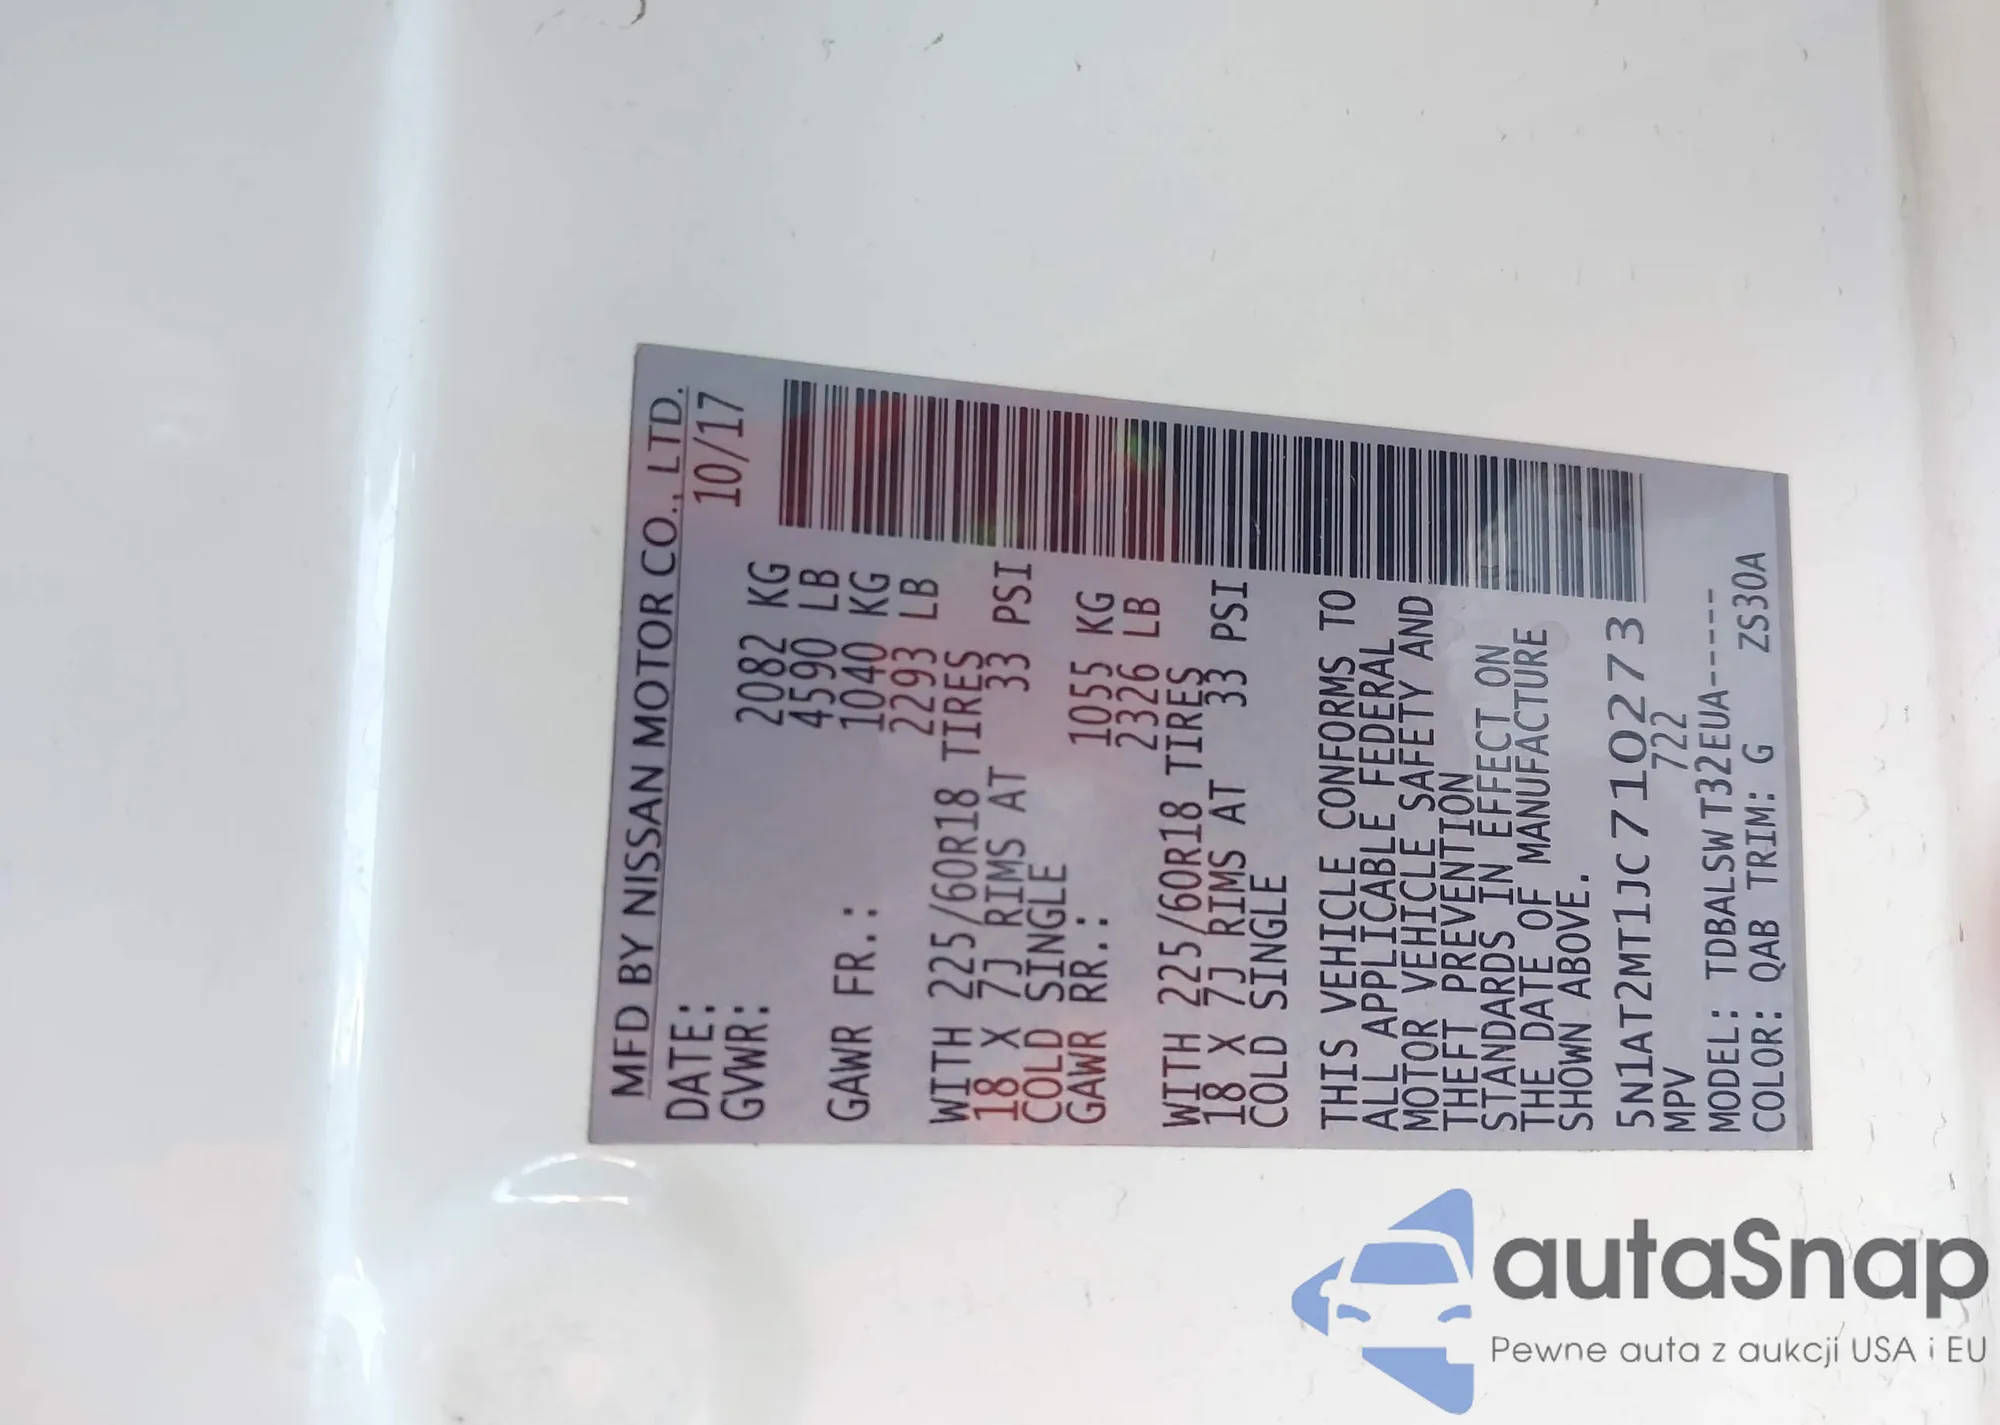 MFD BY NISSAN MOTOR CO., LTD.
DATE: 10/17
GVWR: 2082 KG
4590 LB
GAWR FR.: 1040 KG
2293 LB
WITH 225/60R18 TIRES
18 X 7J RIMS AT 33 PSI
COLD SINGLE
GAWR RR.: 1055 KG
2326 LB
WITH 225/60R18 TIRES
18 X 7J RIMS AT 33 PSI
COLD SINGLE
THIS VEHICLE CONFORMS TO
ALL APPLICABLE FEDERAL
MOTOR VEHICLE SAFETY AND
THEFT PREVENTION
STANDARDS IN EFFECT ON
THE DATE OF MANUFACTURE
SHOWN ABOVE.
5N1AT2MT1JC710273
MPV 722
MODEL: TDBALSWT32EUA-----
COLOR: QAB TRIM: G ZS30A
autaSnap
Pewne auta z aukcji USA i EU